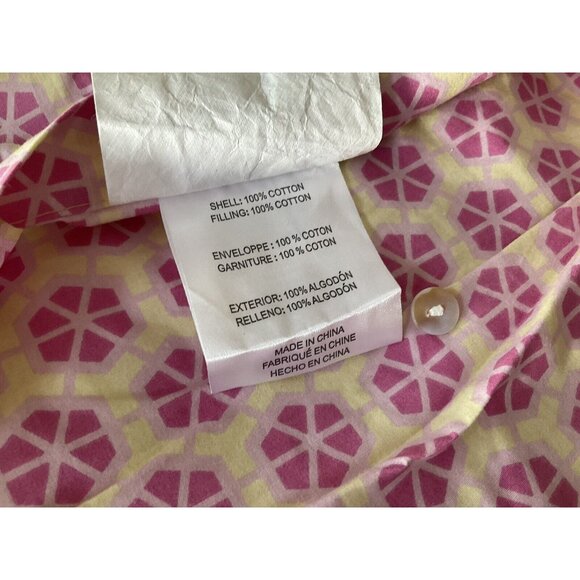 SHELL: 100% COTTON
FILLING: 100% COTTON
ENVELOPPE : 100 % COTON
GARNITURE : 100 % COTON
EXTERIOR: 100% ALGODÓN
RELLENO: 100% ALGODÓN
MADE IN CHINA
FABRIQUÉ EN CHINE
HECHO EN CHINA